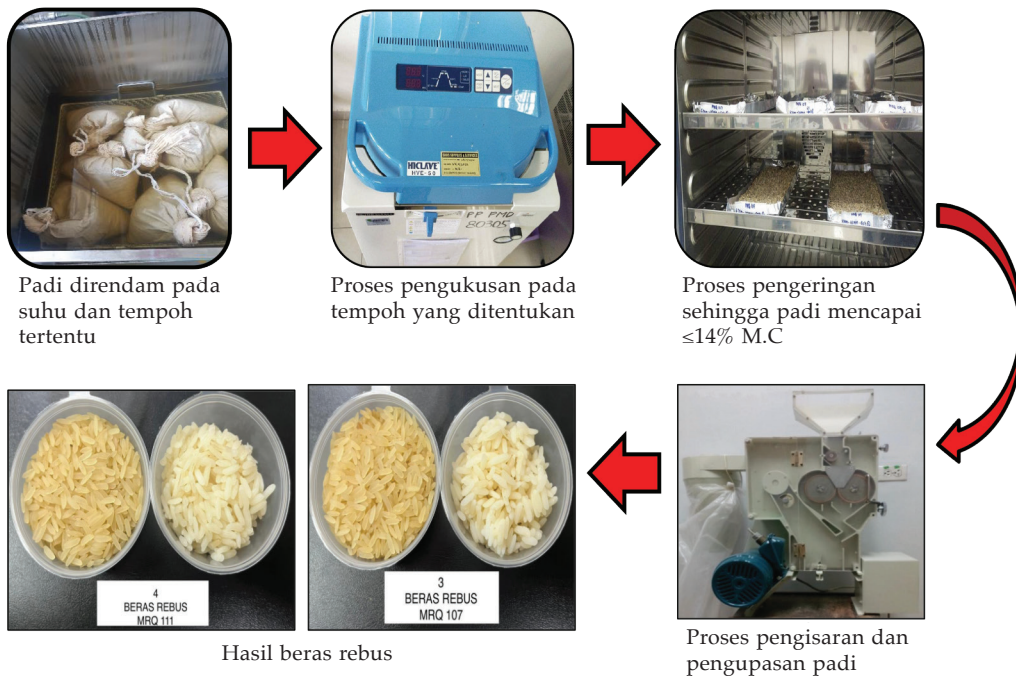 HICLAVE
HVE-50
FP PMD
80305
Padi direndam pada
suhu dan tempoh
tertentu
Proses pengukusan pada
tempoh yang ditentukan
Proses pengeringan
sehingga padi mencapai
≤14% M.C
4
BERAS REBUS
MRQ 111
3
BERAS REBUS
MRQ 107
Hasil beras rebus
Proses pengisaran dan
pengupasan padi